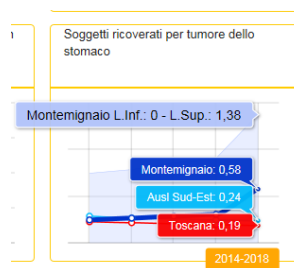 Soggetti ricoverati per tumore dello
stomaco
Montemignaio L.Inf.: 0 - L.Sup.: 1,38
Montemignaio: 0,58
Ausl Sud-Est: 0,24
Toscana: 0,19
2014-2018